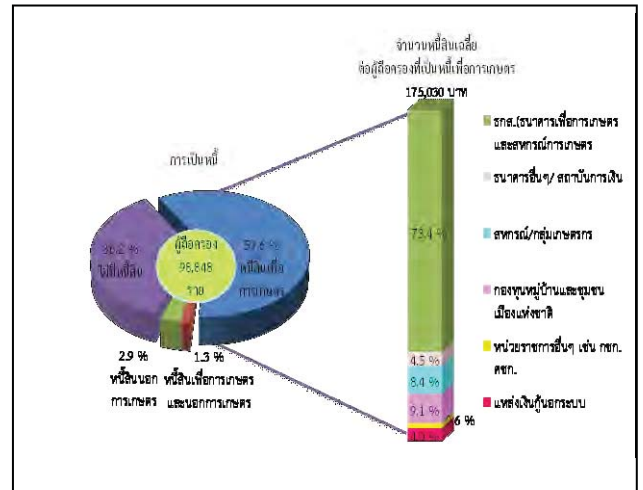 จำนวนหนี้สินเฉลี่ย
ต่อผู้ถือครองที่เป็นหนี้เพื่อการเกษตร
175,030 บาท
การเป็นหนี้
ผู้ถือครอง
98,848
ราย
36.2 %
ไม่มีหนี้สิน
59.6 %
หนี้สินเพื่อ
การเกษตร
2.9 %
หนี้สินนอก
การเกษตร
1.3 %
หนี้สินเพื่อการเกษตร
และนอกการเกษตร
73.4 %
4.5 %
8.4 %
9.1 %
6 %
4.0 %
ธกส.(ธนาคารเพื่อการเกษตร
และสหกรณ์การเกษตร
ธนาคารอื่นๆ/ สถาบันการเงิน
สหกรณ์/กลุ่มเกษตรกร
กองทุนหมู่บ้านและชุมชน
เมืองแห่งชาติ
หน่วยราชการอื่นๆ เช่น กชก.
คชก.
แหล่งเงินกู้นอกระบบ